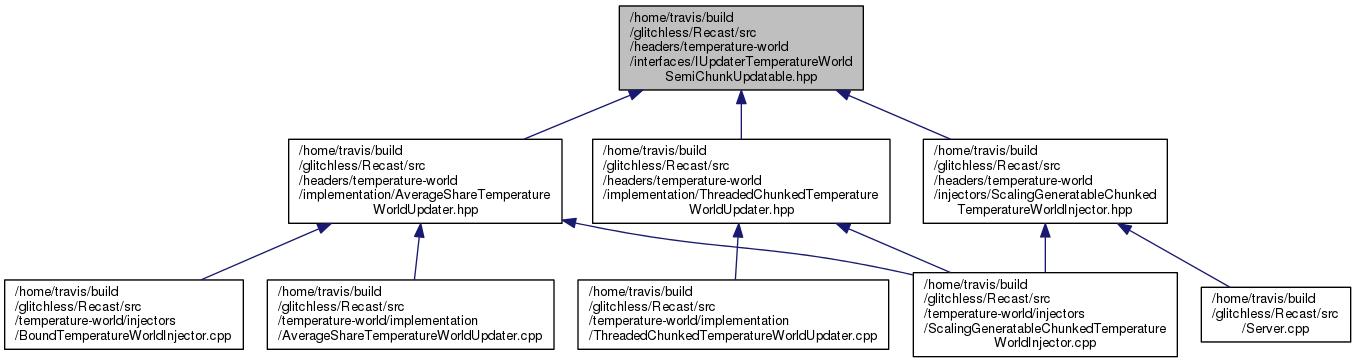 /home/travis/build
/glitchless/Recast/src
/headers/temperature-world
/interfaces/IUpdaterTemperatureWorld
SemiChunkUpdatable.hpp
/home/travis/build
/glitchless/Recast/src
/headers/temperature-world
/implementation/AverageShareTemperature
WorldUpdater.hpp
/home/travis/build
/glitchless/Recast/src
/headers/temperature-world
/implementation/ThreadedChunkedTemperature
WorldUpdater.hpp
/home/travis/build
/glitchless/Recast/src
/headers/temperature-world
/injectors/ScalingGeneratableChunked
TemperatureWorldInjector.hpp
/home/travis/build
/glitchless/Recast/src
/temperature-world/injectors
/BoundTemperatureWorldInjector.cpp
/home/travis/build
/glitchless/Recast/src
/temperature-world/implementation
/AverageShareTemperatureWorldUpdater.cpp
/home/travis/build
/glitchless/Recast/src
/temperature-world/implementation
/ThreadedChunkedTemperatureWorldUpdater.cpp
/home/travis/build
/glitchless/Recast/src
/temperature-world/injectors
/ScalingGeneratableChunkedTemperature
WorldInjector.cpp
/home/travis/build
/glitchless/Recast/src
/Server.cpp